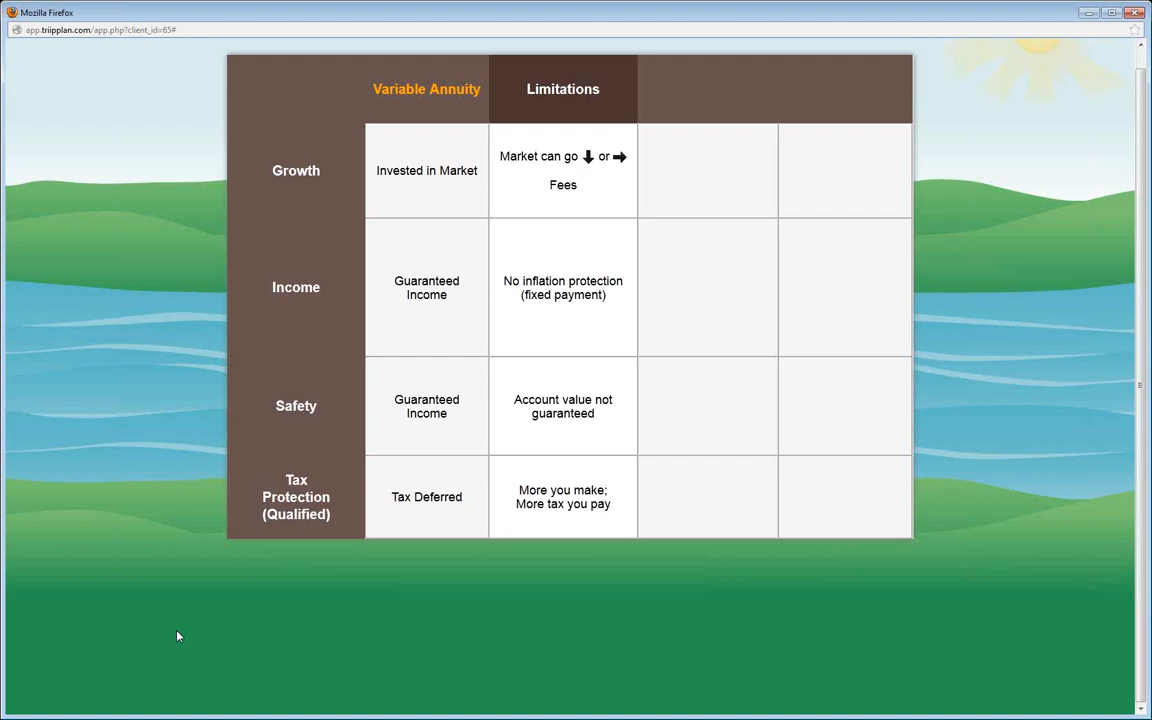 Mozilla Firefox
app.triipplan.com/app.php?client_id=65#
Variable Annuity
Limitations
Growth
Invested in Market
Market can go ⬇ or ➡
Fees
Income
Guaranteed
Income
No inflation protection
(fixed payment)
Safety
Guaranteed
Income
Account value not
guaranteed
Tax
Protection
(Qualified)
Tax Deferred
More you make;
More tax you pay